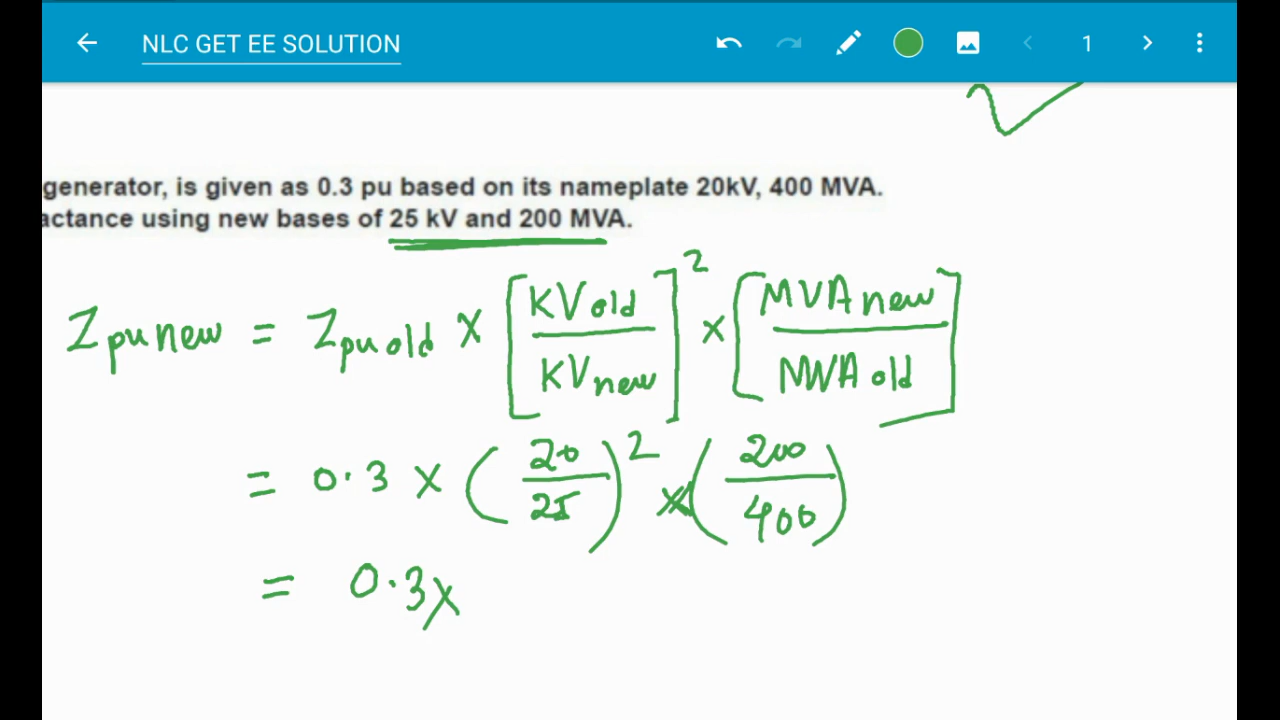 NLC GET EE SOLUTION
1
generator, is given as 0.3 pu based on its nameplate 20kV, 400 MVA.
actance using new bases of 25 kV and 200 MVA.
Zpu new = Zpu old × [KV old / KV new]² × [MVA new / MVA old]
= 0.3 × (20 / 25)² × (200 / 400)
= 0.3 ×